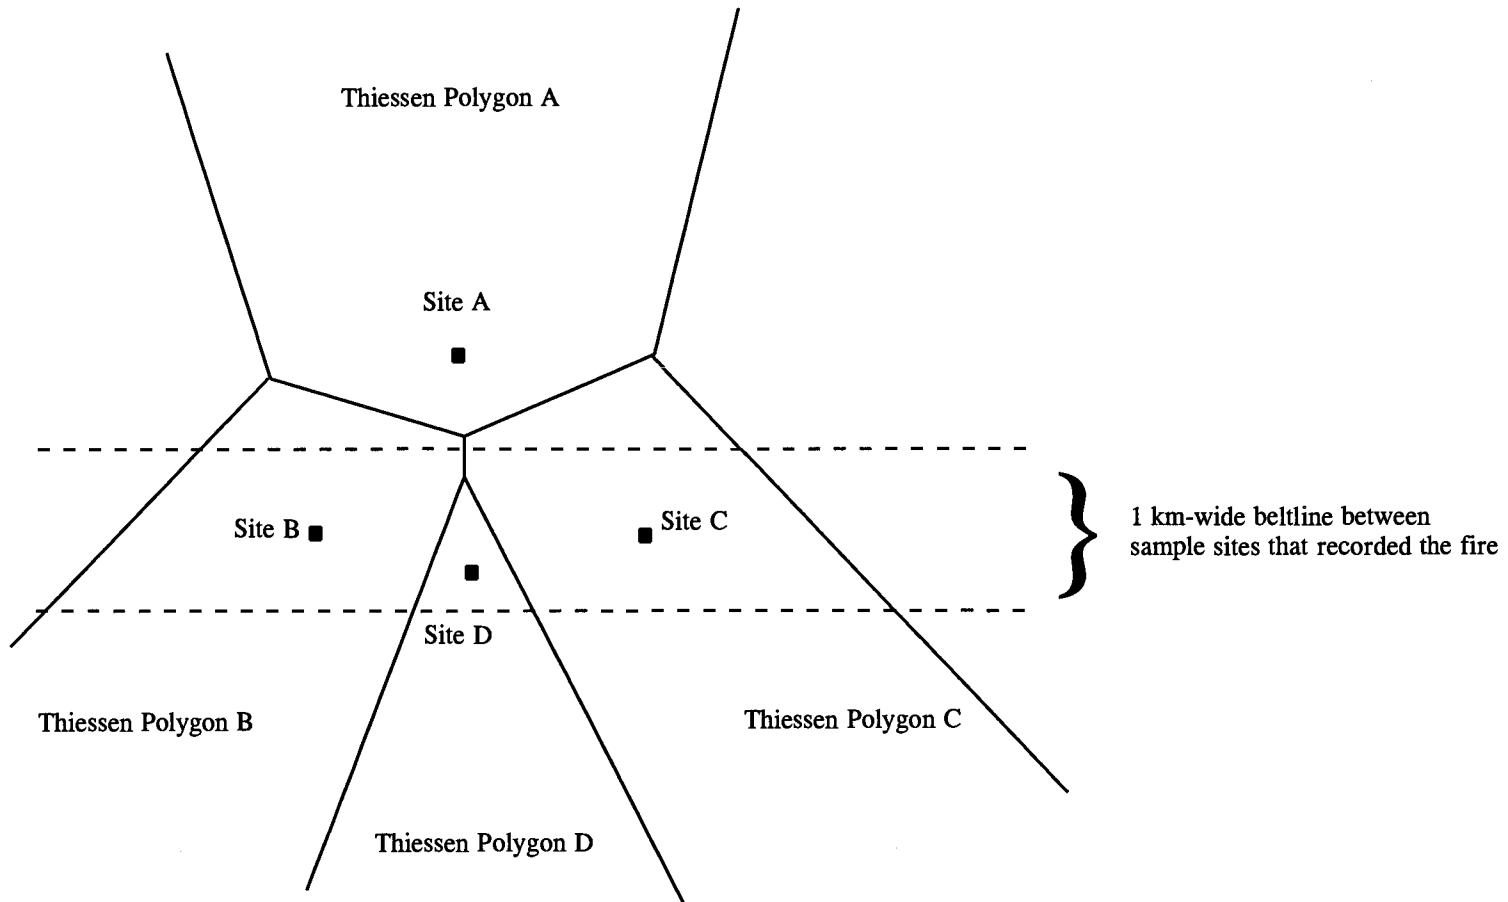 Thiessen Polygon A
Site A
Site B
Site C
1 km-wide beltline between
sample sites that recorded the fire
Site D
Thiessen Polygon B
Thiessen Polygon C
Thiessen Polygon D